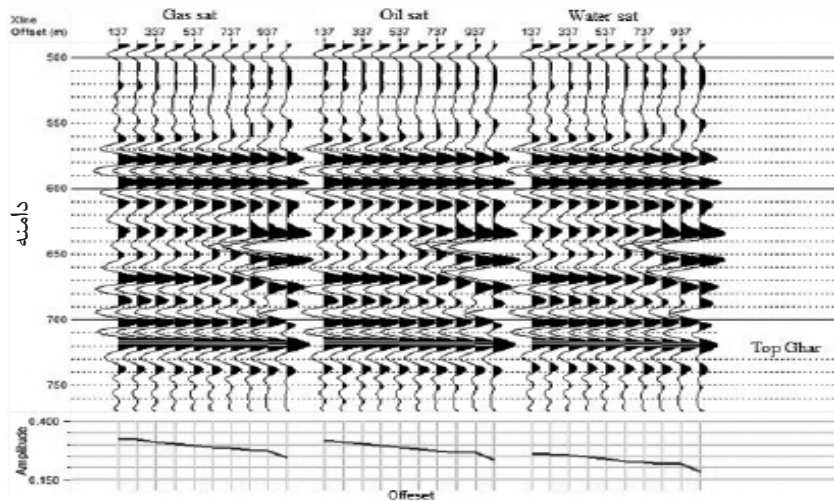 Xline Gas sat Oil sat Water sat
Offset (m) 137 337 537 737 937 137 337 537 737 937 137 337 537 737 937
500
550
600
دامنه
650
700
Top Ghar
750
0.400
Amplitude
0.150
Offeset